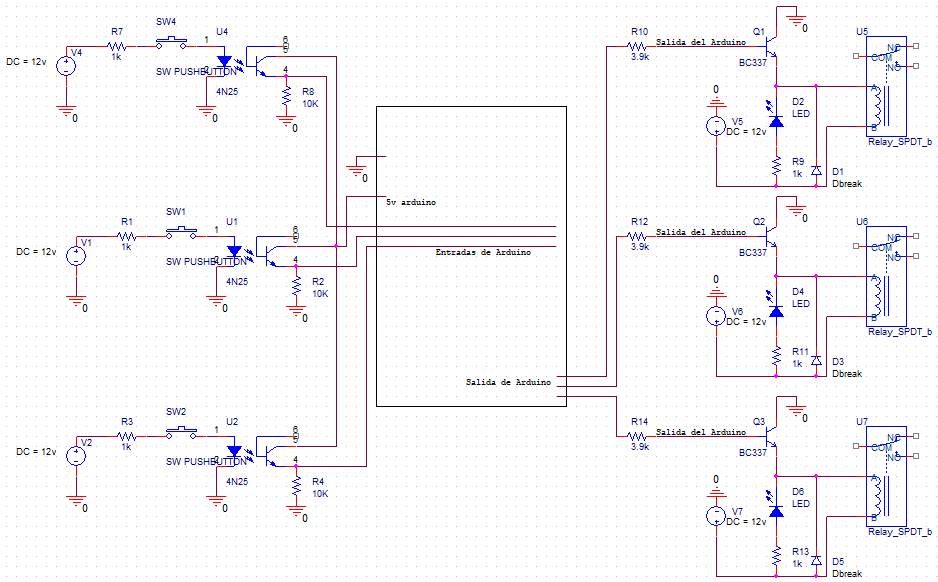 SW4
R7
1k
V4
DC = 12v
0
1
U4
SW PUSHBUTTON
2
4N25
0
6
5
4
R8
10K
0
SW1
R1
1k
V1
DC = 12v
0
1
U1
SW PUSHBUTTON
2
4N25
0
6
5
4
R2
10K
0
SW2
R3
1k
V2
DC = 12v
0
1
U2
SW PUSHBUTTON
2
4N25
0
6
5
4
R4
10K
0
0
5v arduino
Entradas de Arduino
Salida de Arduino
R10
3.9k
Salida del Arduino
Q1
BC337
0
0
V5
DC = 12v
D2
LED
R9
1k
D1
Dbreak
U5
NC
COM
NO
A
B
Relay_SPDT_b
R12
3.9k
Salida del Arduino
Q2
BC337
0
0
V6
DC = 12v
D4
LED
R11
1k
D3
Dbreak
U6
NC
COM
NO
A
B
Relay_SPDT_b
R14
3.9k
Salida del Arduino
Q3
BC337
0
0
V7
DC = 12v
D6
LED
R13
1k
D5
Dbreak
U7
NC
COM
NO
A
B
Relay_SPDT_b